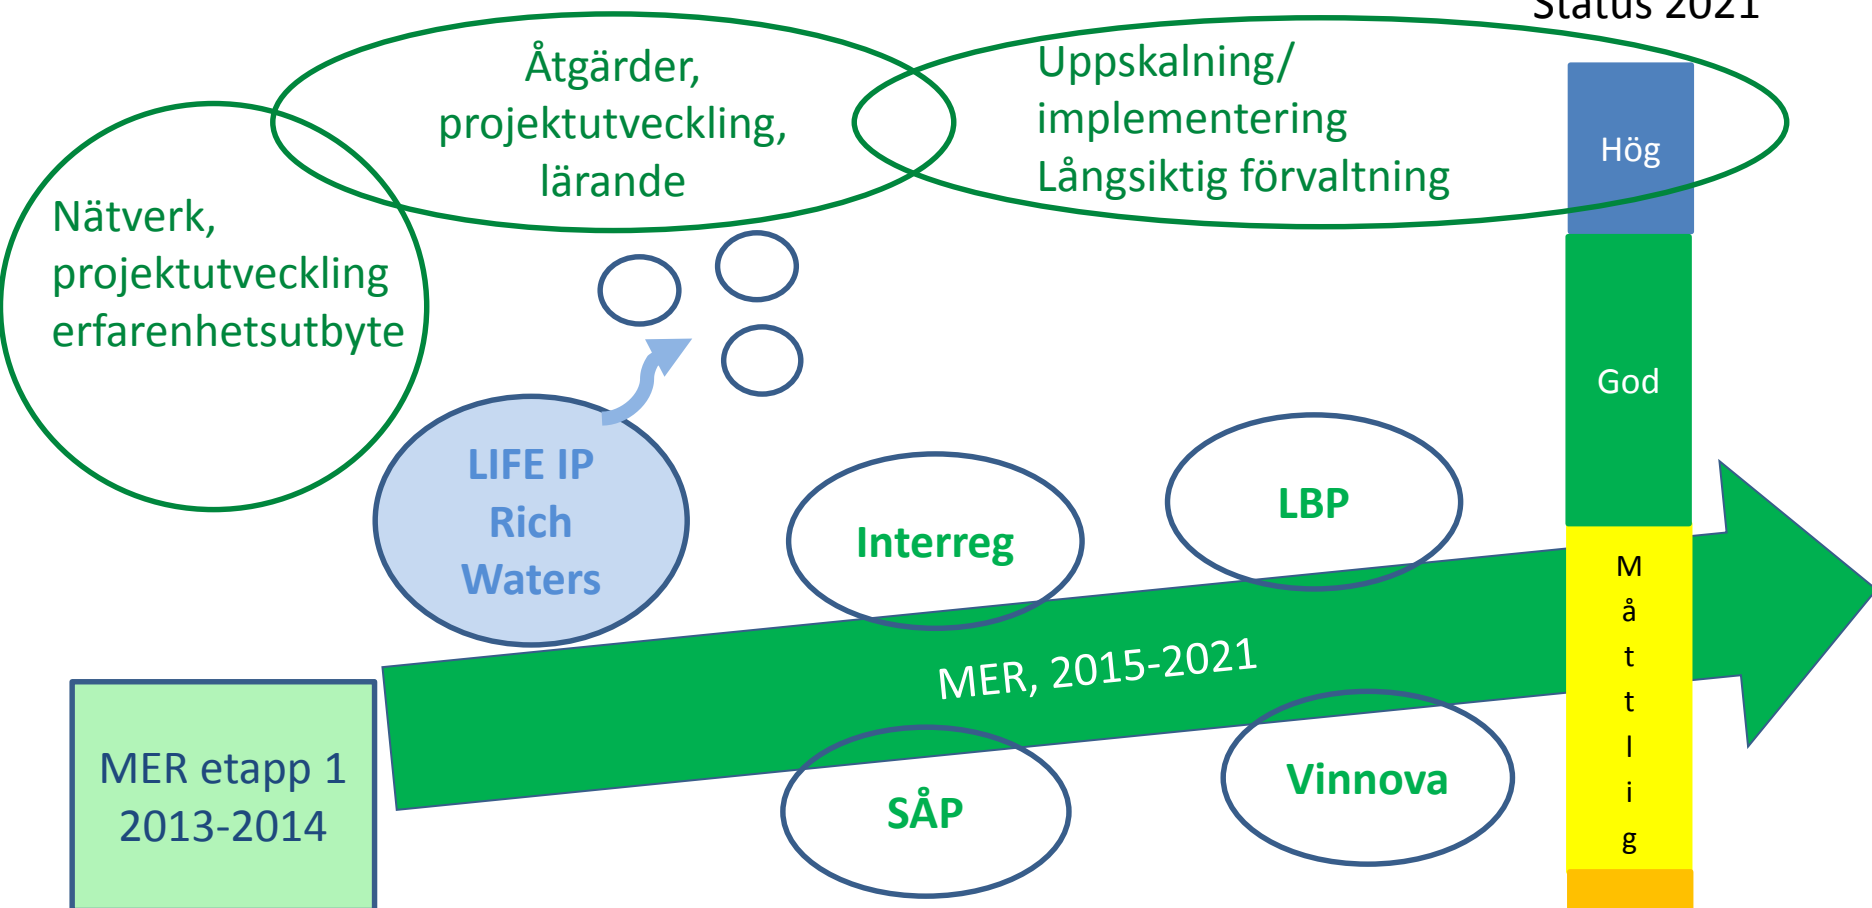 Status 2021
Åtgärder,
projektutveckling,
lärande
Uppskalning/
implementering
Långsiktig förvaltning
Nätverk,
projektutveckling
erfarenhetsutbyte
Hög
God
Måttlig
LIFE IP
Rich
Waters
Interreg
LBP
MER, 2015-2021
MER etapp 1
2013-2014
SÅP
Vinnova